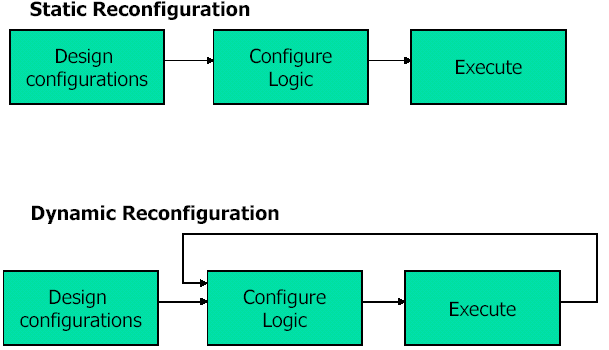 Static Reconfiguration
Design
configurations
Configure
Logic
Execute
Dynamic Reconfiguration
Design
configurations
Configure
Logic
Execute